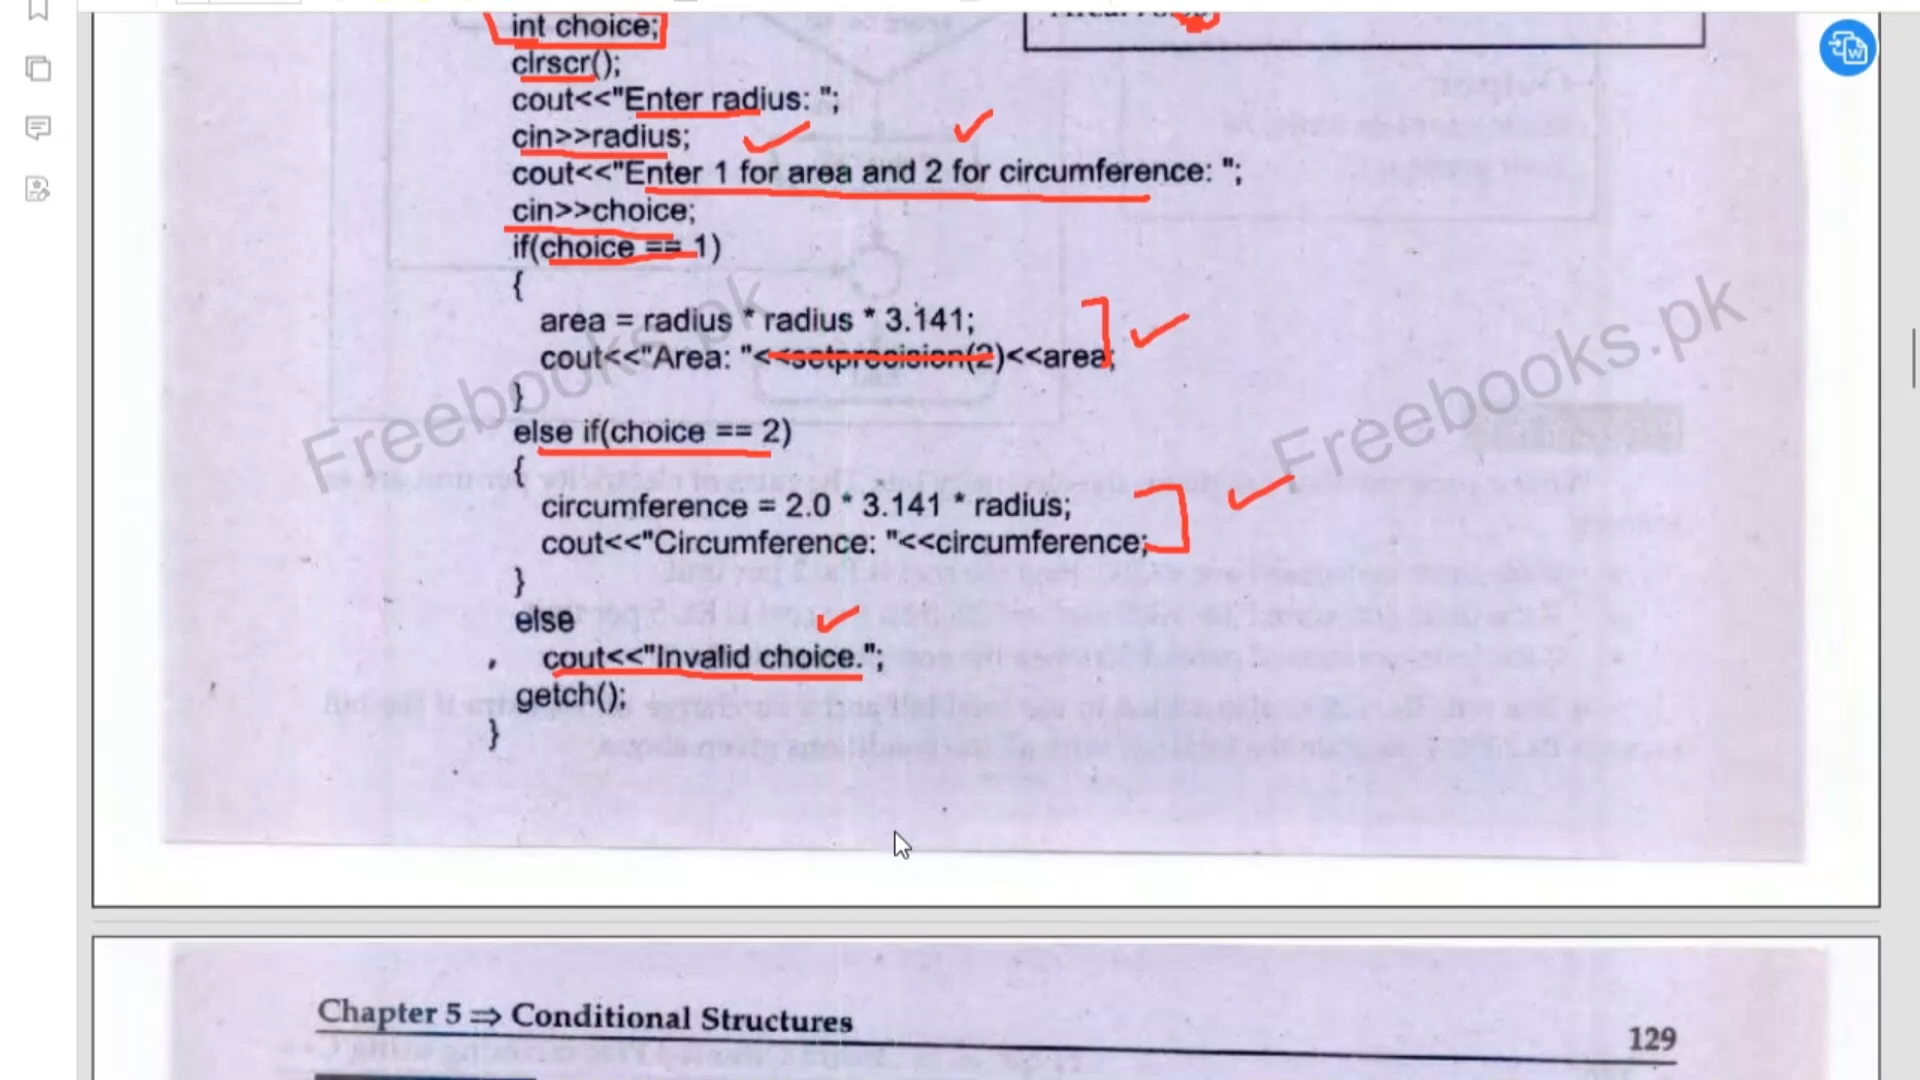 int choice;
clrscr();
cout<<"Enter radius: ";
cin>>radius;
cout<<"Enter 1 for area and 2 for circumference: ";
cin>>choice;
if(choice == 1)
{
area = radius * radius * 3.141;
cout<<"Area: "<<setprecision(2)<<area;
}
else if(choice == 2)
{
circumference = 2.0 * 3.141 * radius;
cout<<"Circumference: "<<circumference;
}
else
cout<<"Invalid choice.";
getch();
}
Freebooks.pk
Freebooks.pk
Chapter 5 ⇒ Conditional Structures
129